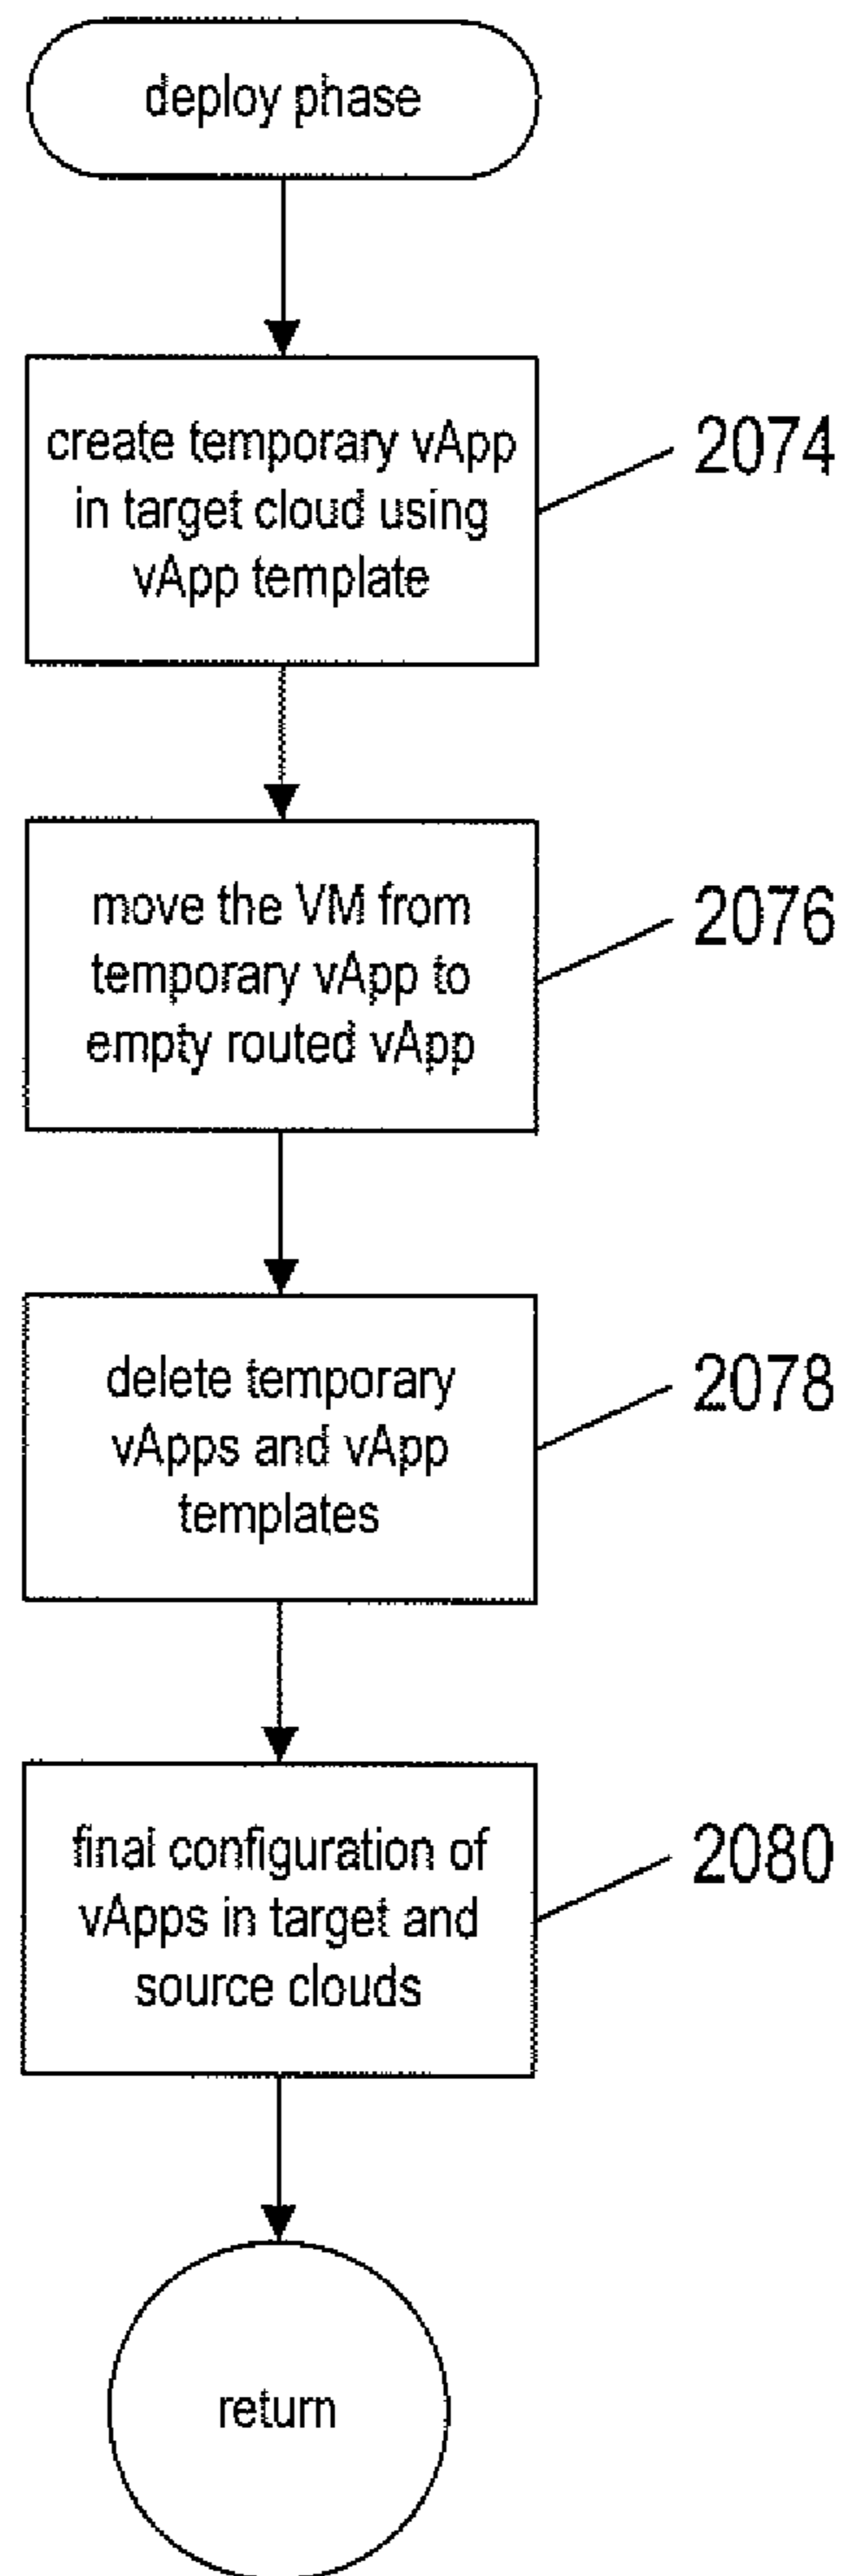 deploy phase
create temporary vApp
in target cloud using
vApp template
2074
move the VM from
temporary vApp to
empty routed vApp
2076
delete temporary
vApps and vApp
templates
2078
final configuration of
vApps in target and
source clouds
2080
return